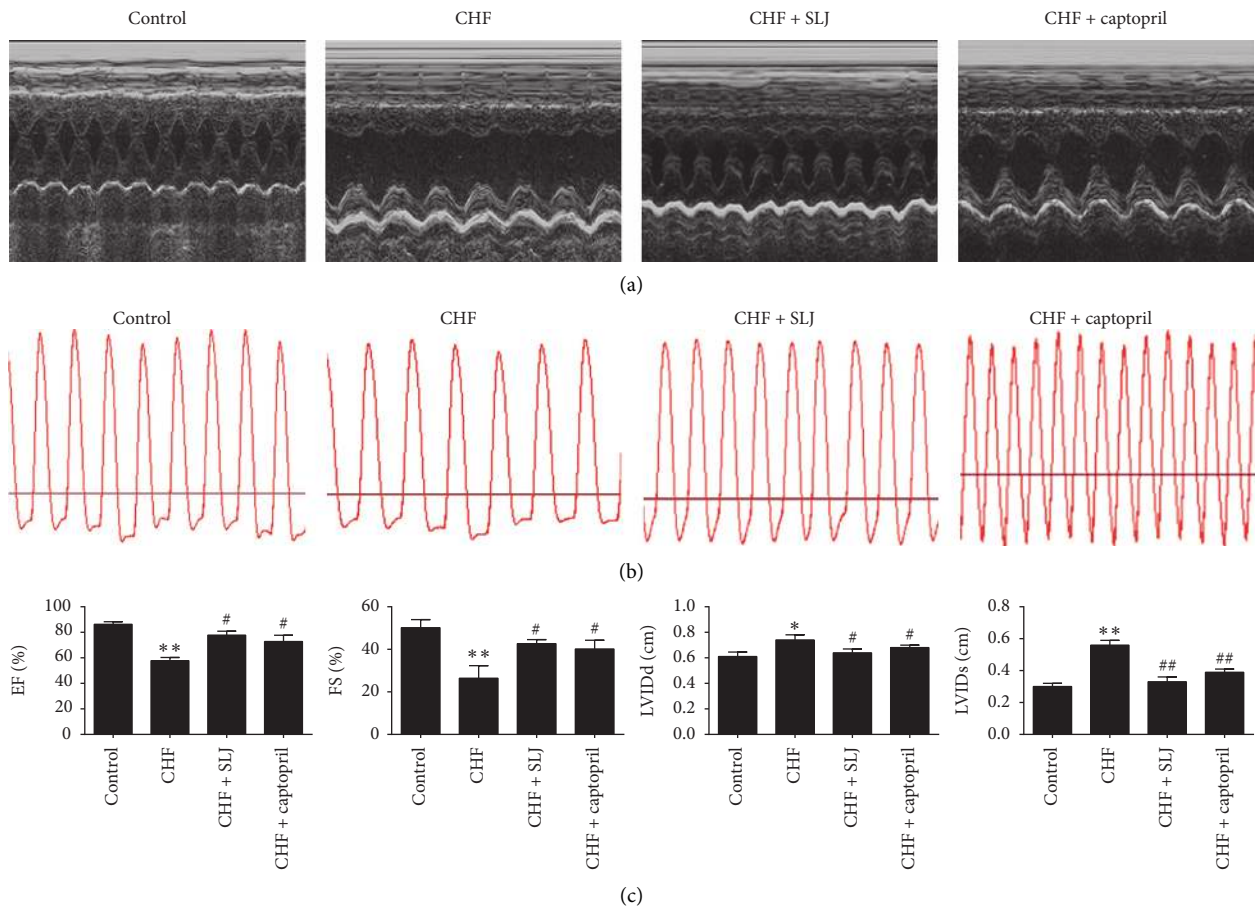 Control CHF CHF + SLJ CHF + captopril
(a)
Control CHF CHF + SLJ CHF + captopril
(b)
EF (%)
100
80
60
40
20
0
**
#
#
Control
CHF
CHF + SLJ
CHF + captopril
FS (%)
60
40
20
0
**
#
#
Control
CHF
CHF + SLJ
CHF + captopril
LVIDd (cm)
1.0
0.8
0.6
0.4
0.2
0.0
*
#
#
Control
CHF
CHF + SLJ
CHF + captopril
LVIDs (cm)
0.8
0.6
0.4
0.2
0.0
**
##
##
Control
CHF
CHF + SLJ
CHF + captopril
(c)